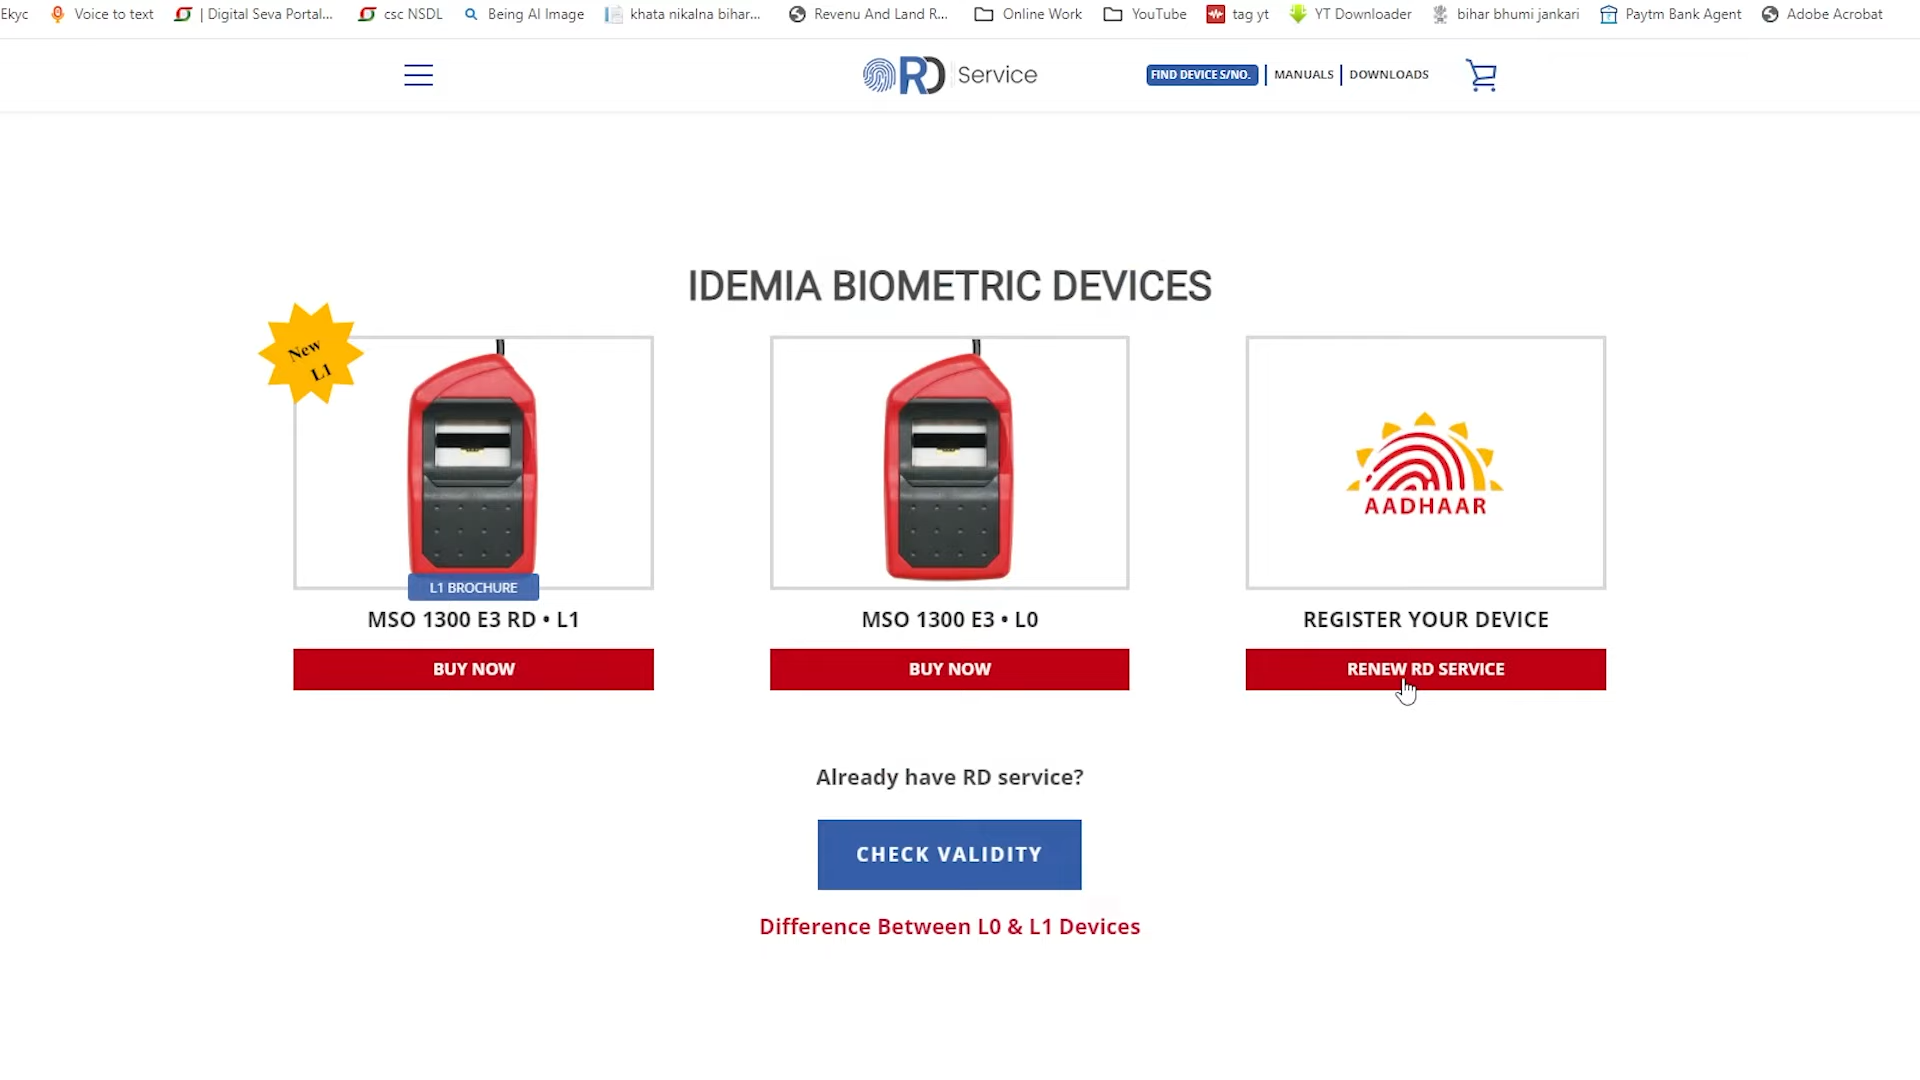 Ekyc Voice to text | Digital Seva Portal... csc NSDL Being AI Image khata nikalna bihar... Revenu And Land R... Online Work YouTube tag yt YT Downloader bihar bhumi jankari Paytm Bank Agent Adobe Acrobat
RD Service FIND DEVICE S/NO. MANUALS DOWNLOADS
IDEMIA BIOMETRIC DEVICES
New
L1
AADHAAR
L1 BROCHURE
MSO 1300 E3 RD • L1 MSO 1300 E3 • L0 REGISTER YOUR DEVICE
BUY NOW BUY NOW RENEW RD SERVICE
Already have RD service?
CHECK VALIDITY
Difference Between L0 & L1 Devices